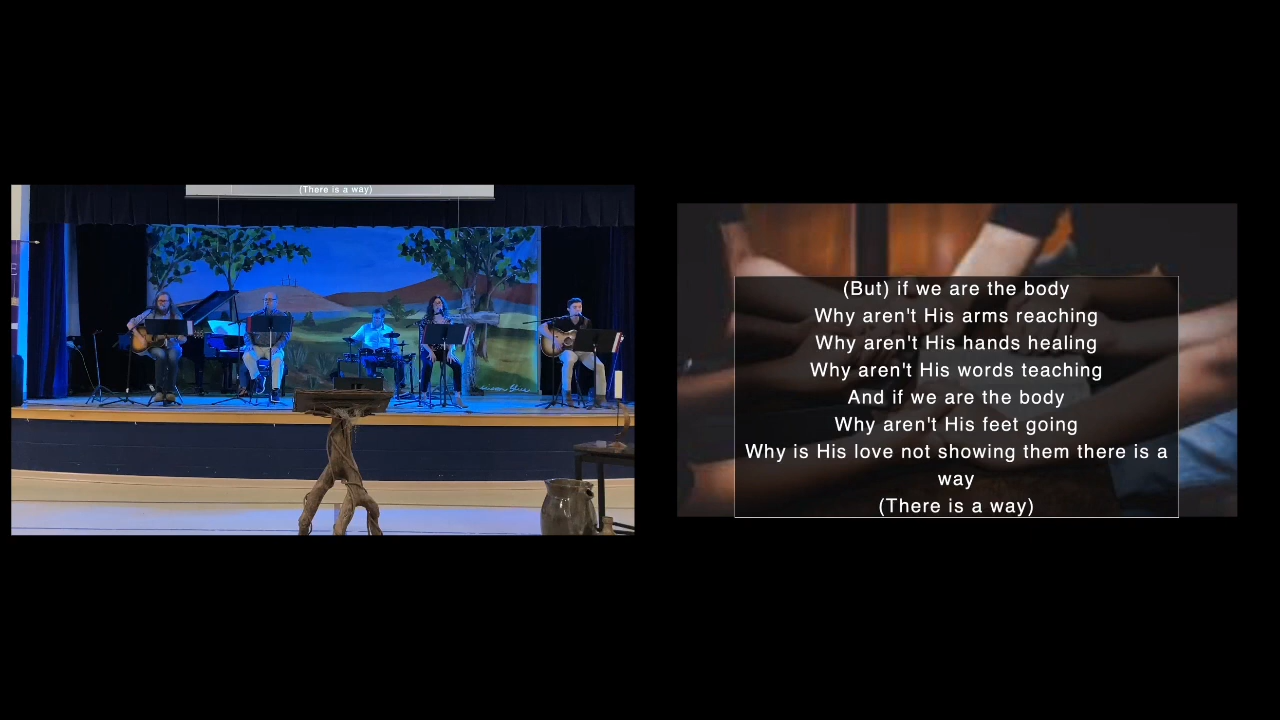 (There is a way)
(But) if we are the body
Why aren't His arms reaching
Why aren't His hands healing
Why aren't His words teaching
And if we are the body
Why aren't His feet going
Why is His love not showing them there is a
way
(There is a way)